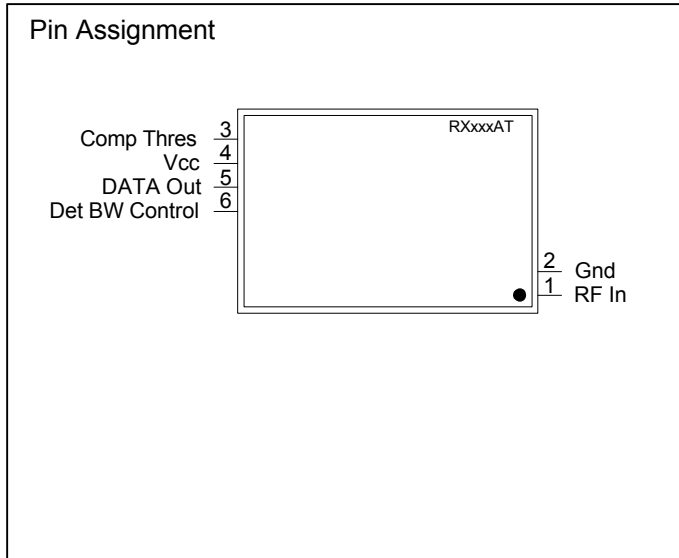 Pin Assignment
RXxxxAT
Comp Thres 3
Vcc 4
DATA Out 5
Det BW Control 6
2 Gnd
1 RF In